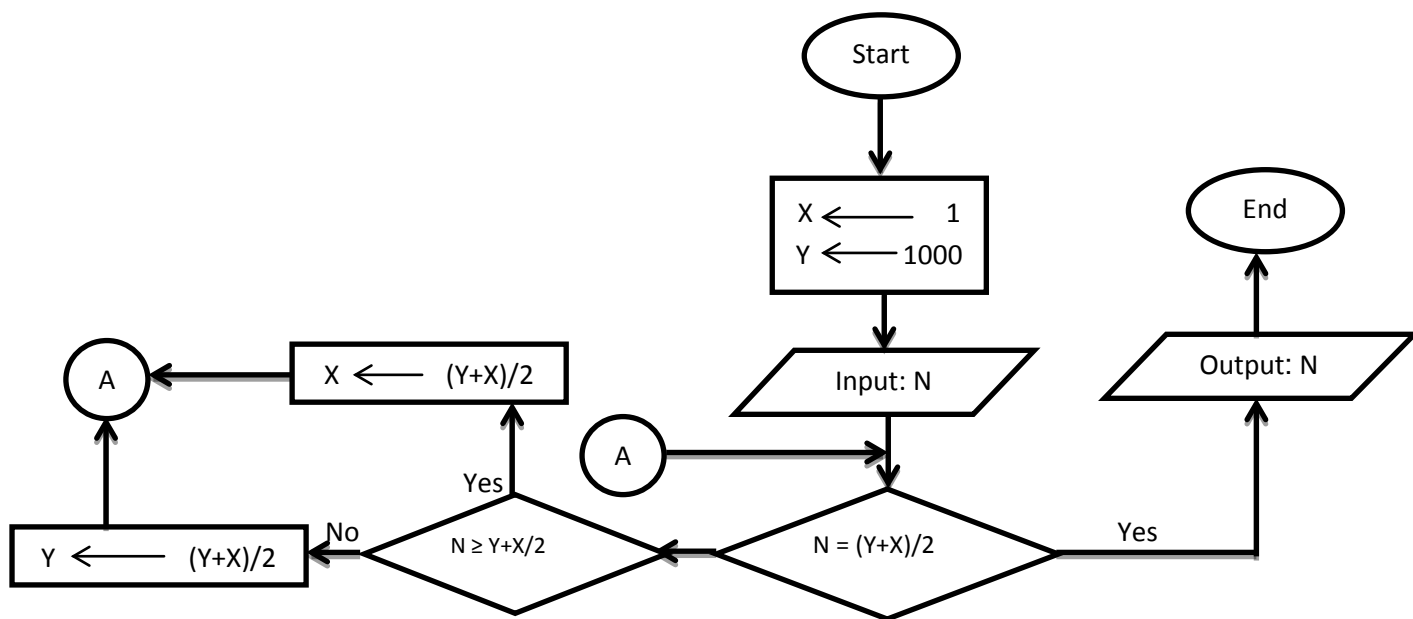 Start
X ← 1
Y ← 1000
Input: N
A
N = (Y+X)/2
Yes
Output: N
End
N ≥ Y+X/2
Yes
X ← (Y+X)/2
No
Y ← (Y+X)/2
A